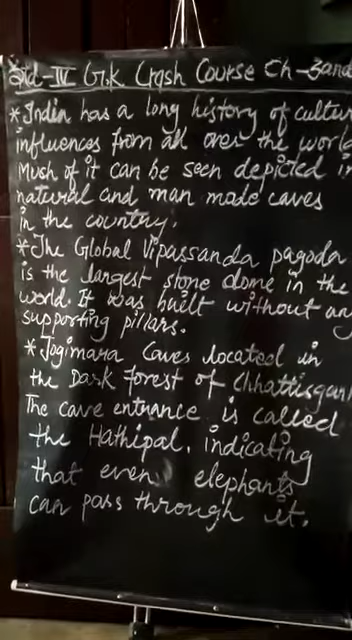 Std-IV G.K Crash Course Ch-3and
*India has a long history of cultur
influences from all over the world
Mush of it can be seen depicted in
natural and man made caves
in the country.
*The Global Vipassanda pagoda
is the largest stone dome in the
world. It was built without any
supporting pillars.
*Jogimara Caves located in
the Dark forest of Chhattisgarh
The cave entrance is called
the Hathipal, indicating
that even elephants
can pass through it.